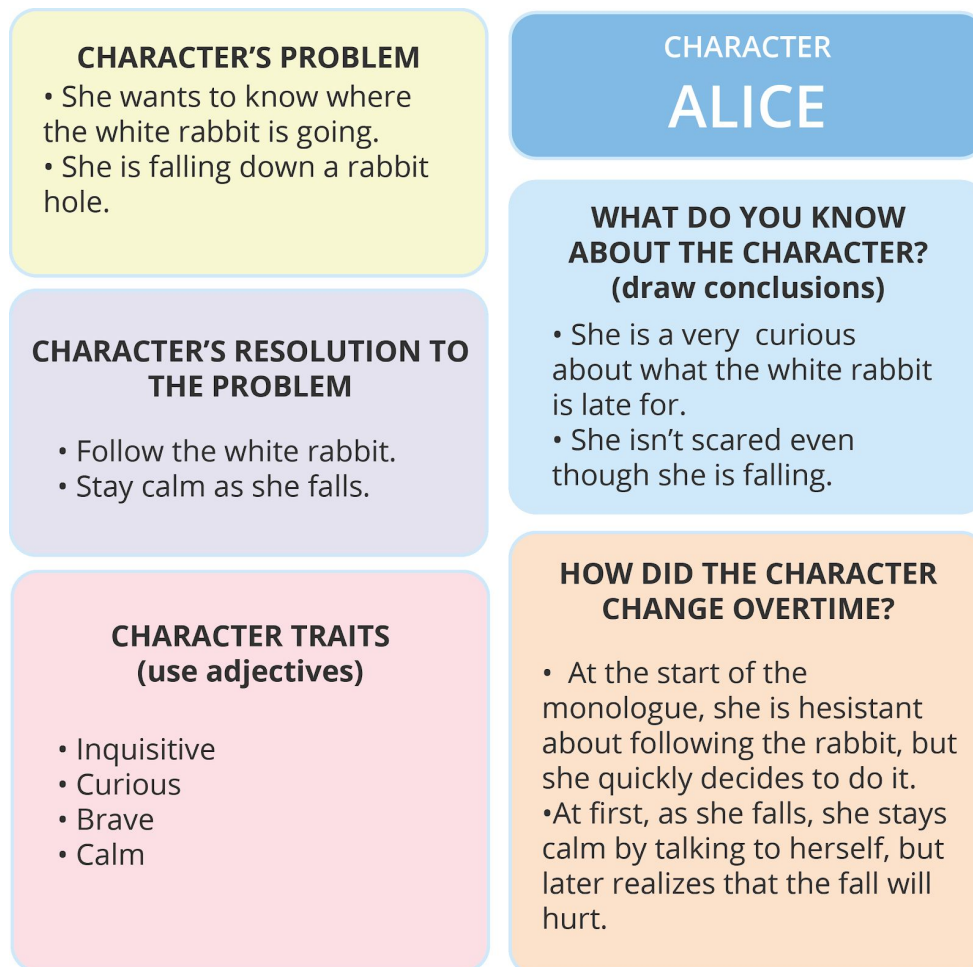 CHARACTER'S PROBLEM
• She wants to know where
the white rabbit is going.
• She is falling down a rabbit
hole.
CHARACTER
ALICE
CHARACTER'S RESOLUTION TO
THE PROBLEM
• Follow the white rabbit.
• Stay calm as she falls.
WHAT DO YOU KNOW
ABOUT THE CHARACTER?
(draw conclusions)
• She is a very  curious
about what the white rabbit
is late for.
• She isn't scared even
though she is falling.
CHARACTER TRAITS
(use adjectives)
• Inquisitive
• Curious
• Brave
• Calm
HOW DID THE CHARACTER
CHANGE OVERTIME?
•  At the start of the
monologue, she is hesistant
about following the rabbit, but
she quickly decides to do it.
•At first, as she falls, she stays
calm by talking to herself, but
later realizes that the fall will
hurt.